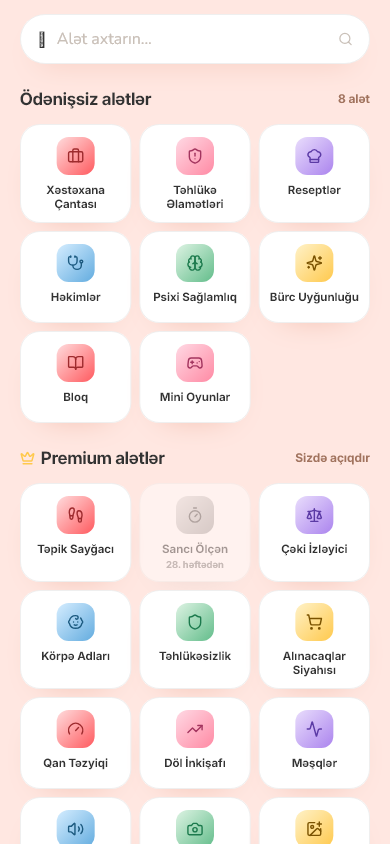 Alət axtarın...
Ödənişsiz alətlər
8 alət
Xəstəxana
Çantası
Təhlükə
Əlamətləri
Reseptlər
Həkimlər
Psixi Sağlamlıq
Bürc Uyğunluğu
Bloq
Mini Oyunlar
Premium alətlər
Sizdə açıqdır
Təpik Sayğacı
Sancı Ölçən
28. həftədən
Çəki İzləyici
Körpə Adları
Təhlükəsizlik
Alınacaqlar
Siyahısı
Qan Təzyiqi
Döl İnkişafı
Məşqlər